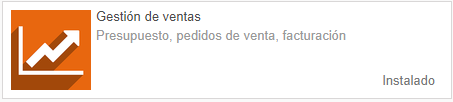 Gestión de ventas
Presupuesto, pedidos de venta, facturación
Instalado